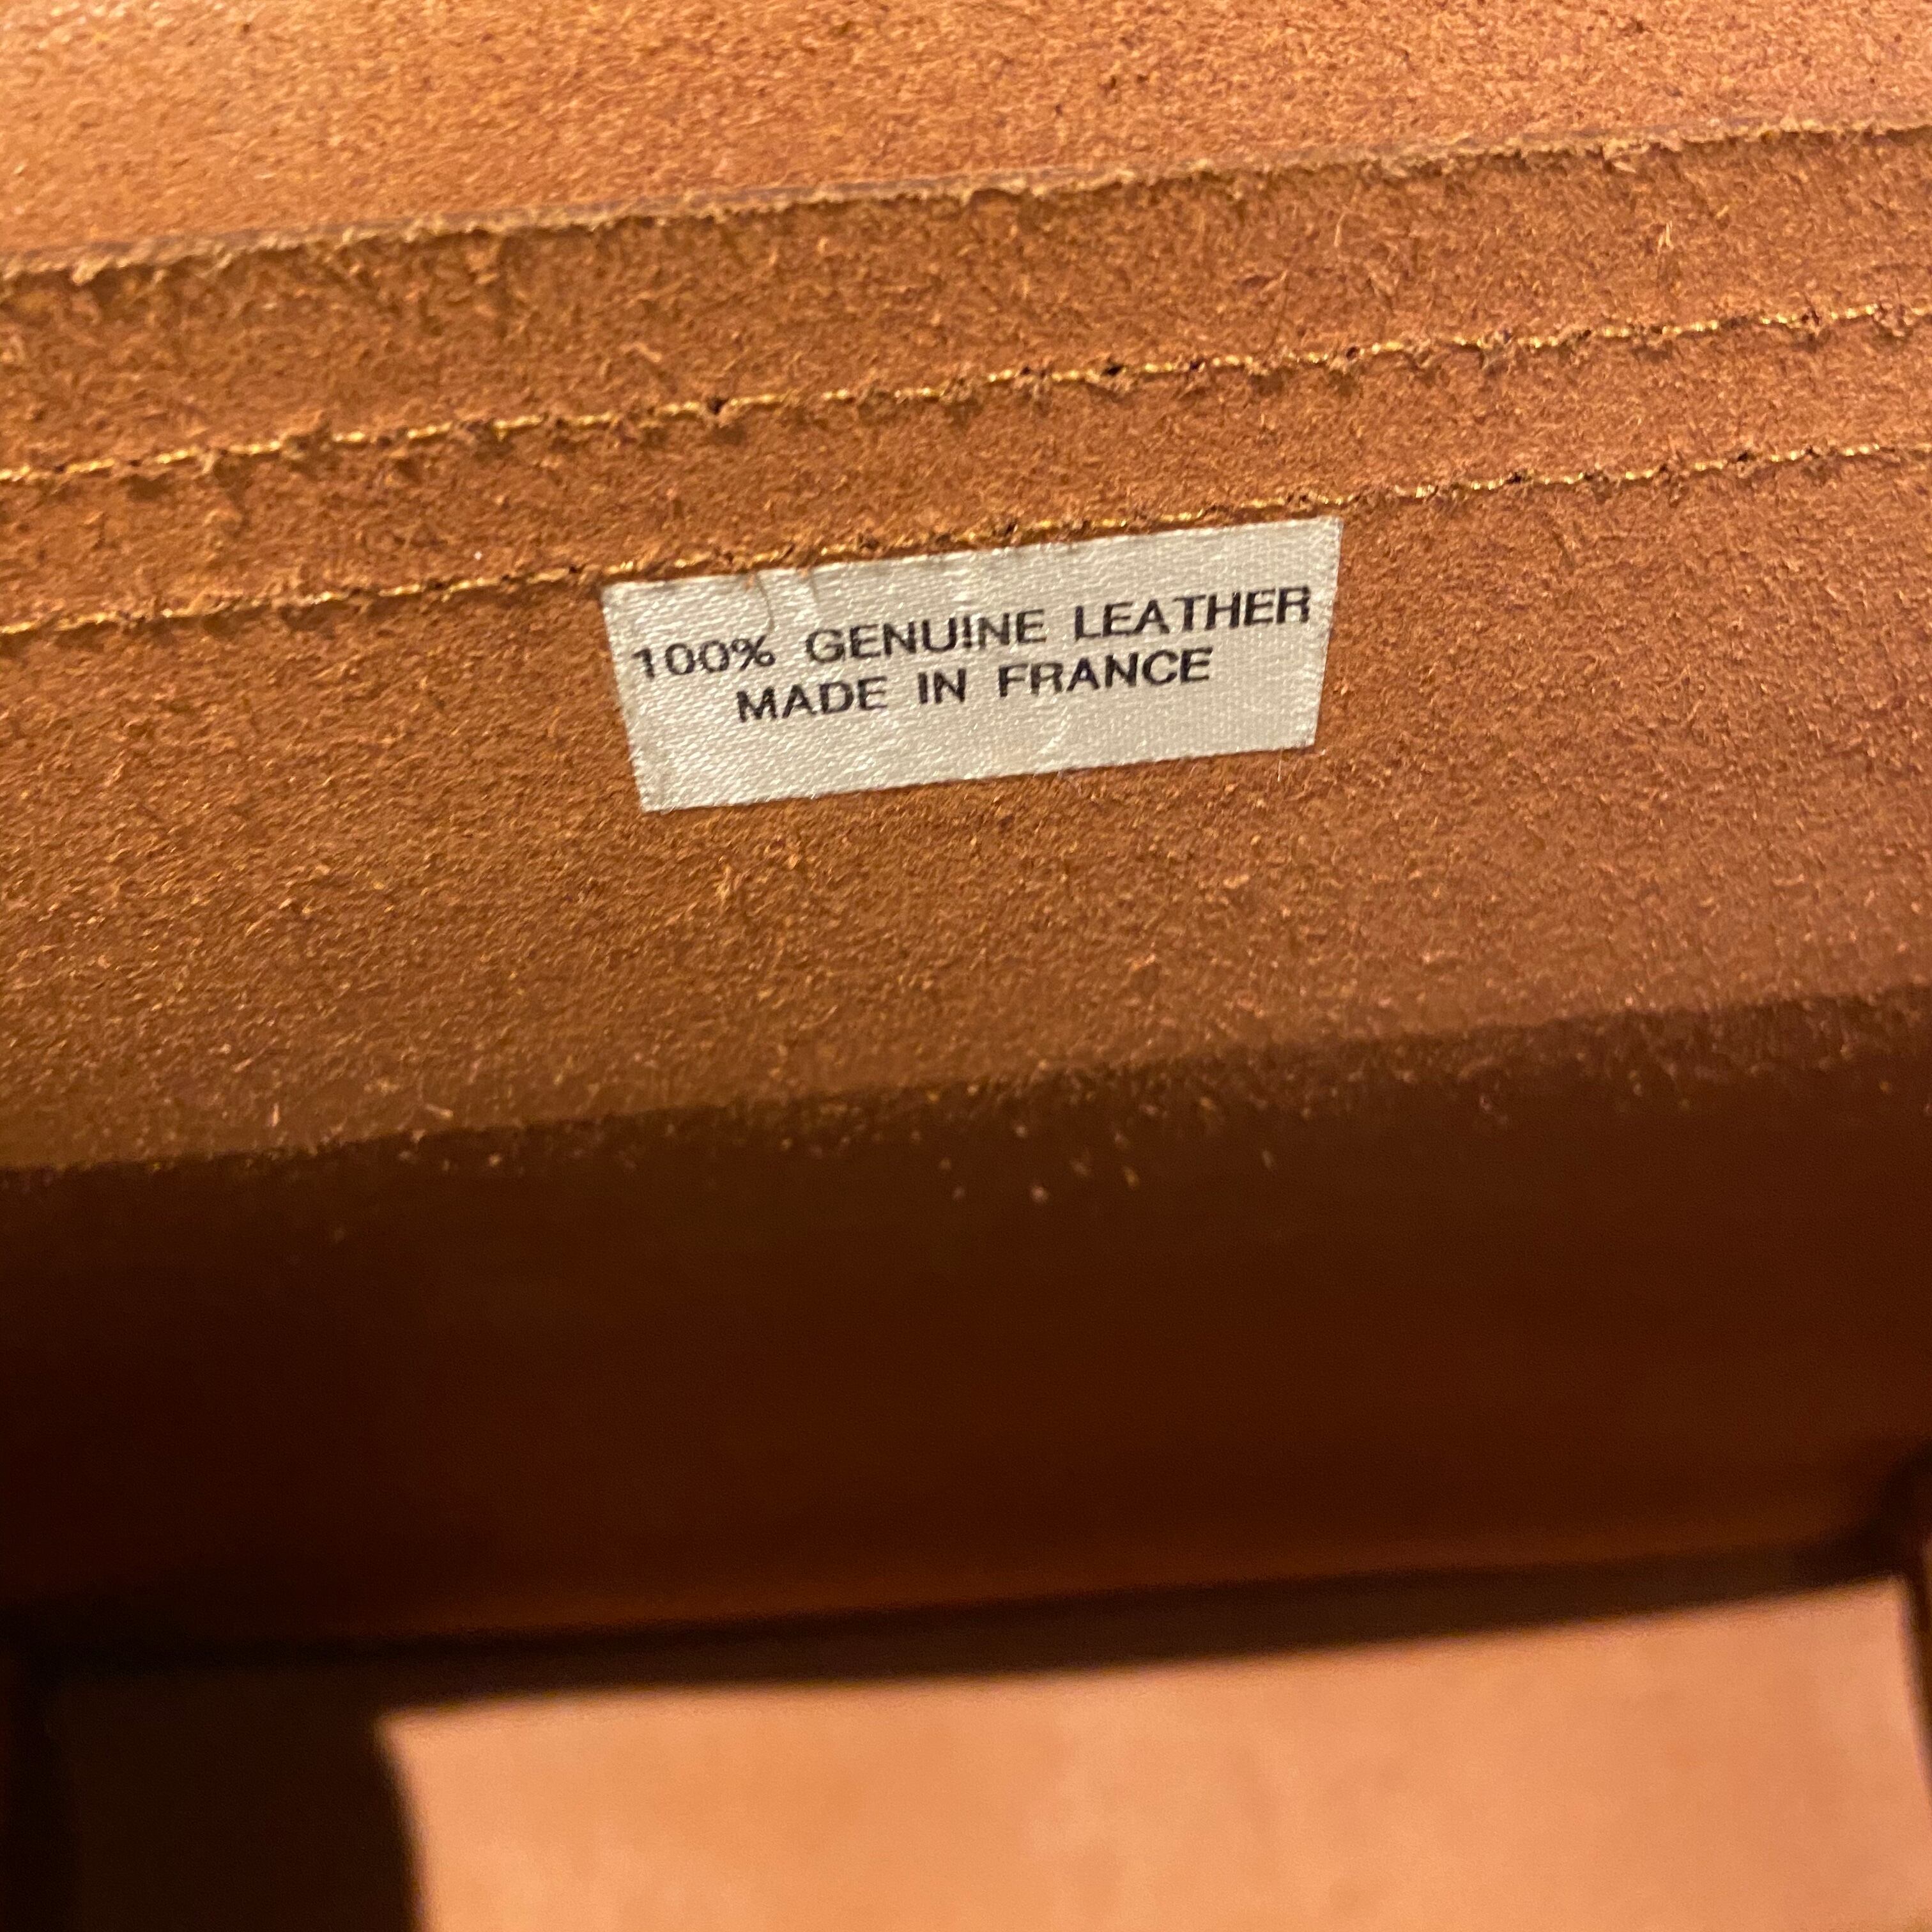 100% GENUINE LEATHER
MADE IN FRANCE